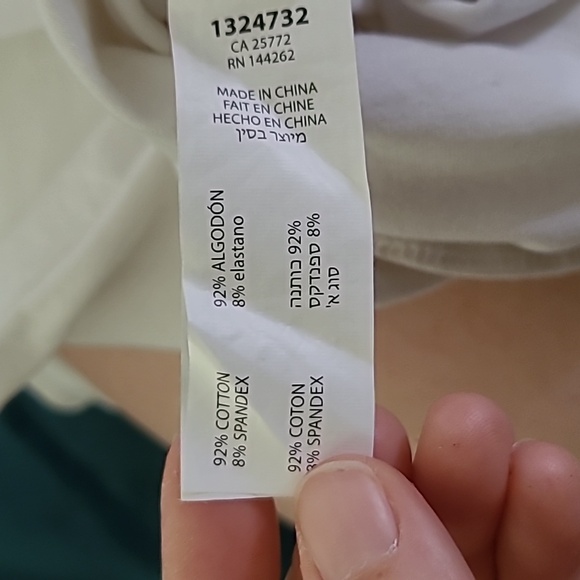 1324732
CA 25772
RN 144262
MADE IN CHINA
FAIT EN CHINE
HECHO EN CHINA
מיוצר בסין
92% ALGODÓN
8% elastano
92% כותנה
8% ספנדקס
סוג א'
92% COTTON
8% SPANDEX
92% COTON
8% SPANDEX